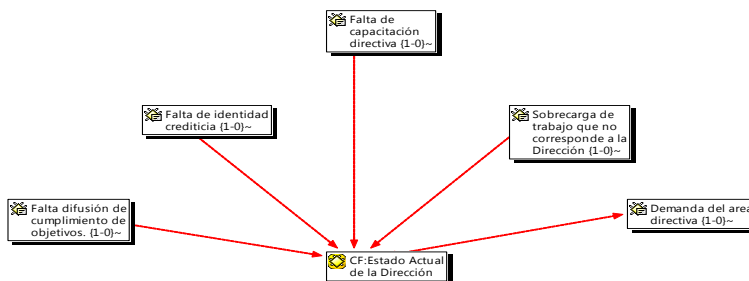 Falta de
capacitación
directiva {1-0}~
Falta de identidad
crediticia {1-0}~
Sobrecarga de
trabajo que no
corresponde a la
Dirección {1-0}~
Falta difusión de
cumplimiento de
objetivos. {1-0}~
Demanda del area
directiva {1-0}~
CF:Estado Actual
de la Dirección